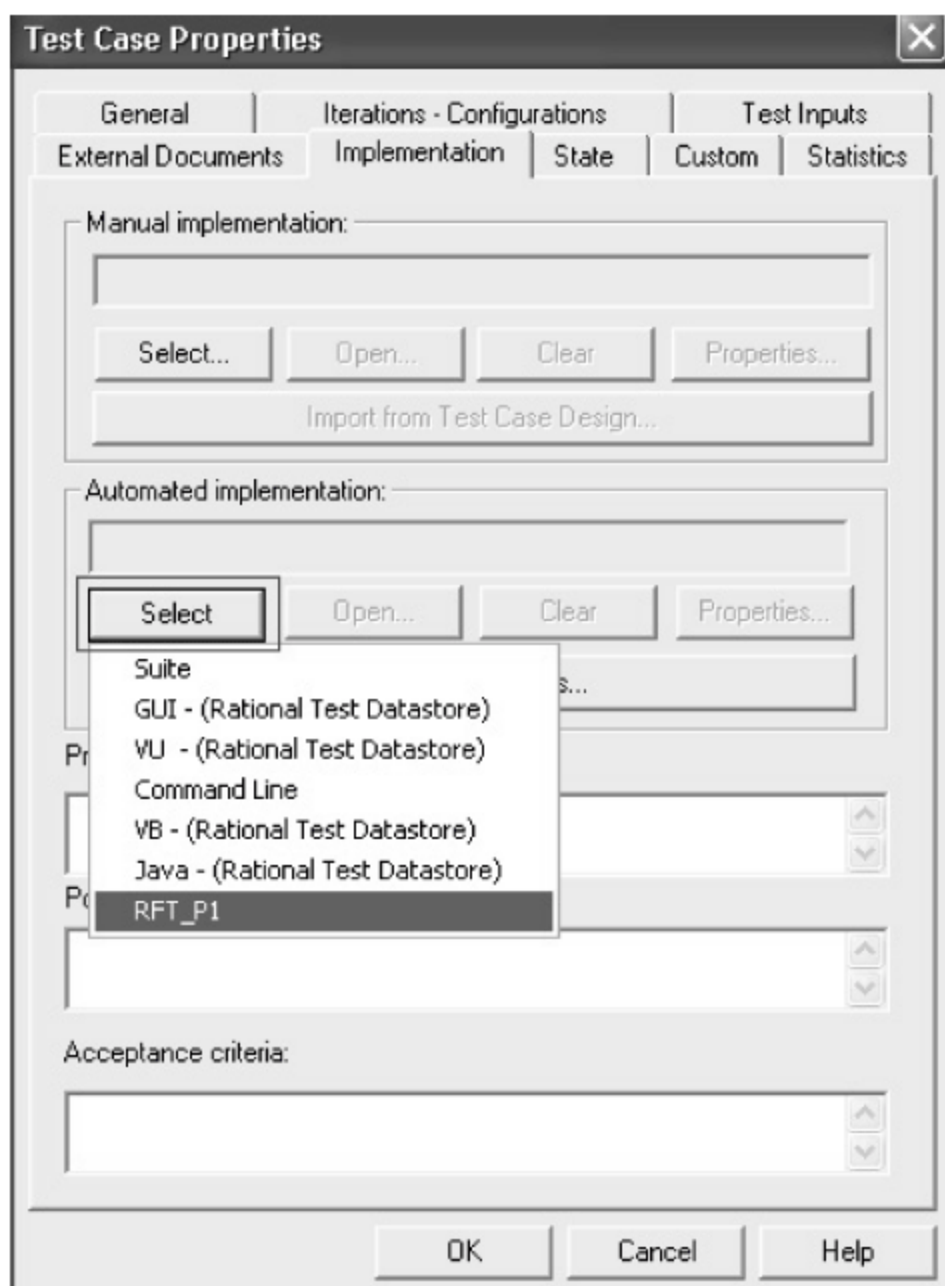 Test Case Properties
General Iterations - Configurations Test Inputs
External Documents Implementation State Custom Statistics
Manual implementation:
Select... Open... Clear Properties...
Import from Test Case Design...
Automated implementation:
Select Open... Clear Properties...
Suite
GUI - (Rational Test Datastore)
VU - (Rational Test Datastore)
Command Line
VB - (Rational Test Datastore)
Java - (Rational Test Datastore)
RFT_P1
Acceptance criteria:
OK Cancel Help